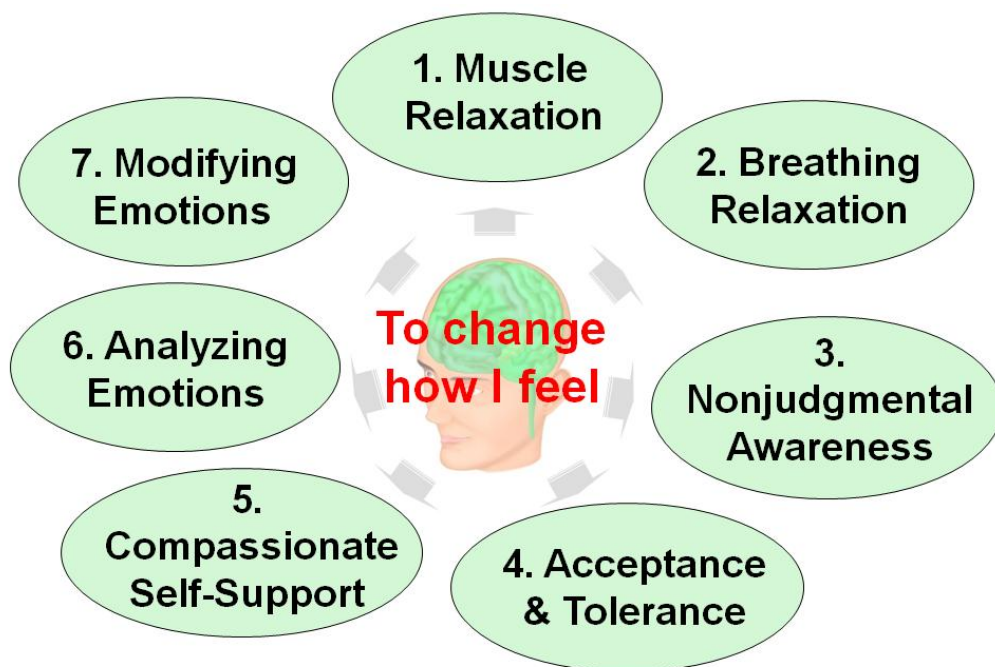 1. Muscle
Relaxation
2. Breathing
Relaxation
3.
Nonjudgmental
Awareness
4. Acceptance
& Tolerance
5.
Compassionate
Self-Support
6. Analyzing
Emotions
7. Modifying
Emotions
To change
how I feel